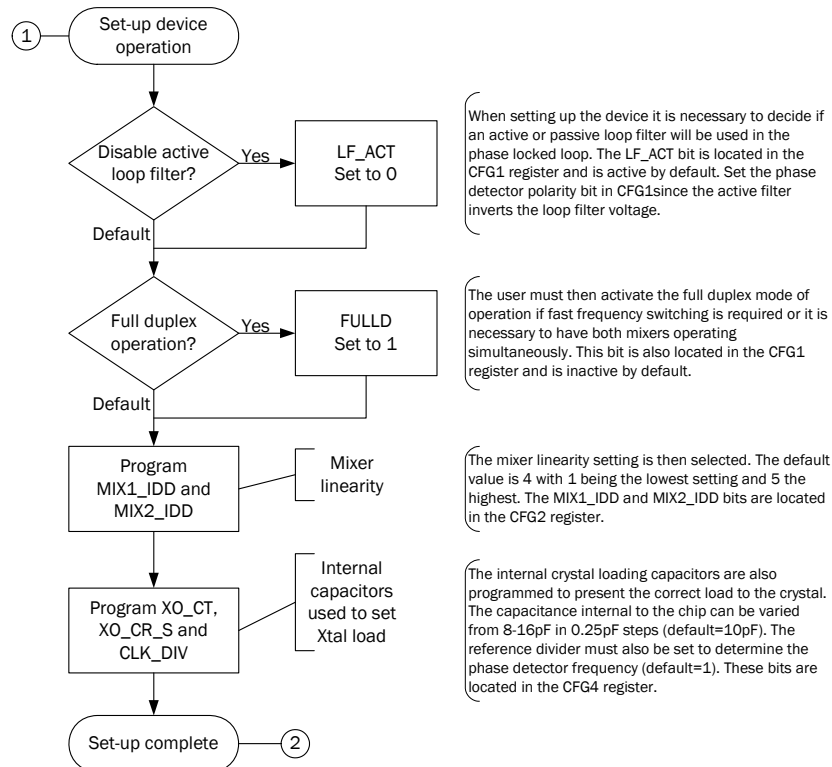 1
Set-up device
operation
Disable active
loop filter?
Yes
LF_ACT
Set to 0
Default
When setting up the device it is necessary to decide if
an active or passive loop filter will be used in the
phase locked loop. The LF_ACT bit is located in the
CFG1 register and is active by default. Set the phase
detector polarity bit in CFG1since the active filter
inverts the loop filter voltage.
Full duplex
operation?
Yes
FULLD
Set to 1
Default
The user must then activate the full duplex mode of
operation if fast frequency switching is required or it is
necessary to have both mixers operating
simultaneously. This bit is also located in the CFG1
register and is inactive by default.
Program
MIX1_IDD and
MIX2_IDD
Mixer
linearity
The mixer linearity setting is then selected. The default
value is 4 with 1 being the lowest setting and 5 the
highest. The MIX1_IDD and MIX2_IDD bits are located
in the CFG2 register.
Program XO_CT,
XO_CR_S and
CLK_DIV
Internal
capacitors
used to set
Xtal load
The internal crystal loading capacitors are also
programmed to present the correct load to the crystal.
The capacitance internal to the chip can be varied
from 8-16pF in 0.25pF steps (default=10pF). The
reference divider must also be set to determine the
phase detector frequency (default=1). These bits are
located in the CFG4 register.
Set-up complete
2